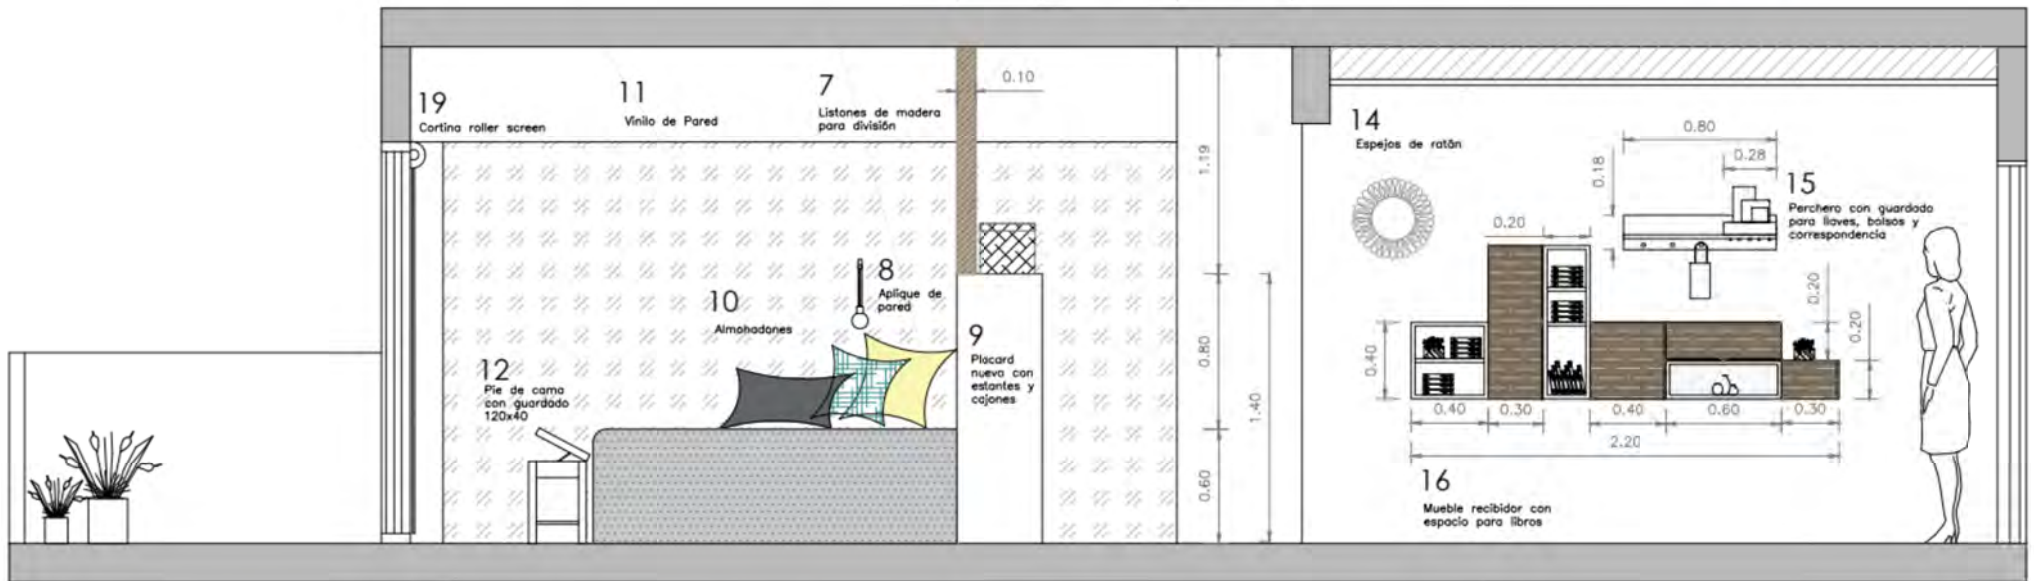 19
Cortina roller screen
11
Vinilo de Pared
7
Listones de madera
para división
0.10
1.19
14
Espejos de ratán
0.80
0.28
0.18
15
Perchero con guardado
para llaves, bolsos y
correspondencia
0.20
8
Aplique de
pared
10
Almohadones
9
Placard
nuevo con
estantes y
cajones
12
Pie de cama
con guardado
120x40
0.80
1.40
0.60
0.40
0.20
0.20
0.40
0.30
0.40
0.60
0.30
2.20
16
Mueble recibidor con
espacio para libros